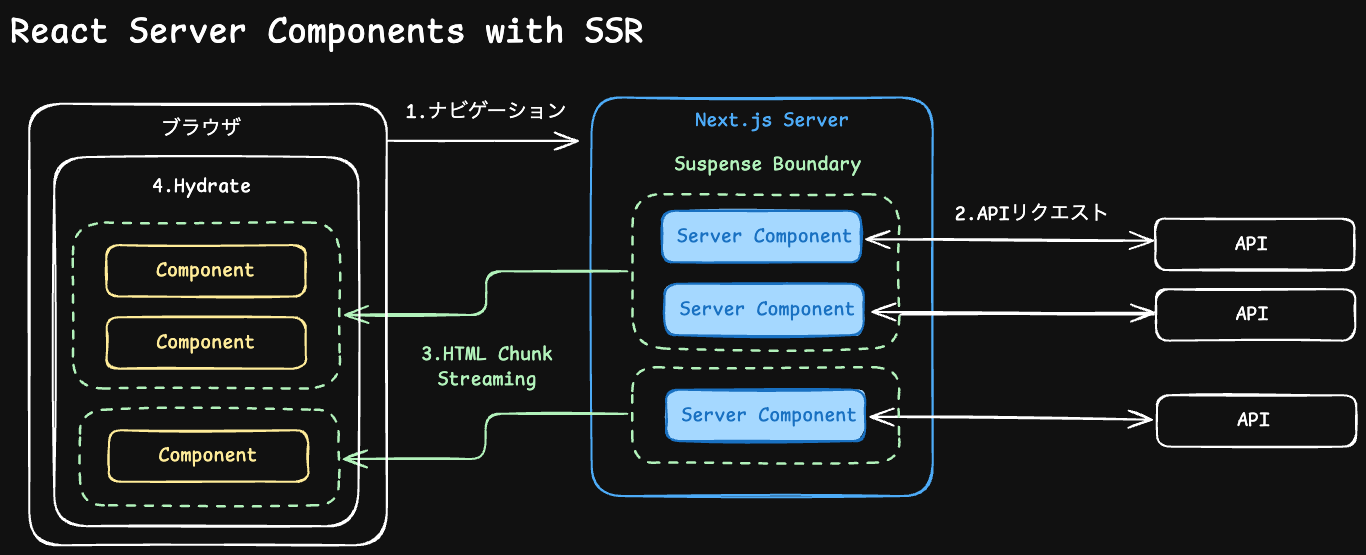 React Server Components with SSR
ブラウザ
4.Hydrate
Component
Component
Component
1.ナビゲーション
3.HTML Chunk
Streaming
Next.js Server
Suspense Boundary
Server Component
Server Component
Server Component
2.APIリクエスト
API
API
API